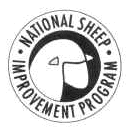 • NATIONAL SHEEP •
IMPROVEMENT PROGRAM